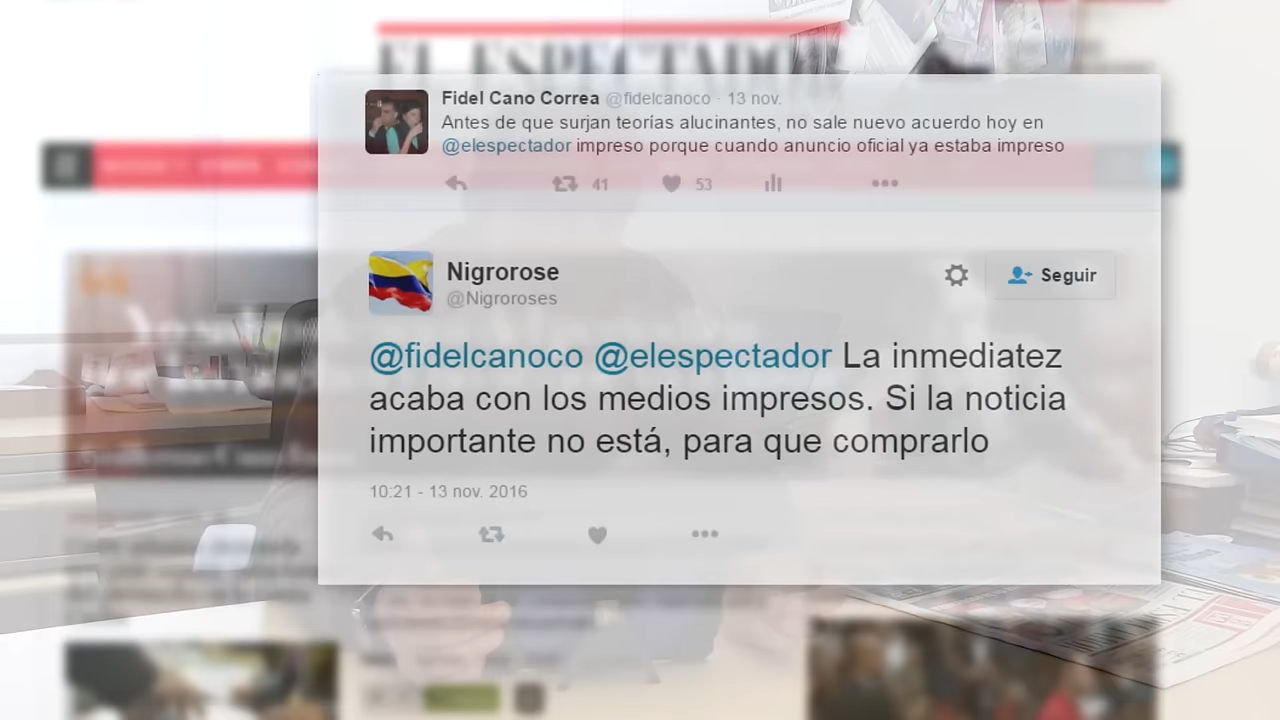 EL ESPECTADOR
Fidel Cano Correa @fidelcanoco · 13 nov.
Antes de que surjan teorías alucinantes, no sale nuevo acuerdo hoy en
@elespectador impreso porque cuando anuncio oficial ya estaba impreso
41 53
Nigrorose
@Nigroroses
Seguir
@fidelcanoco @elespectador La inmediatez
acaba con los medios impresos. Si la noticia
importante no está, para que comprarlo
10:21 - 13 nov. 2016